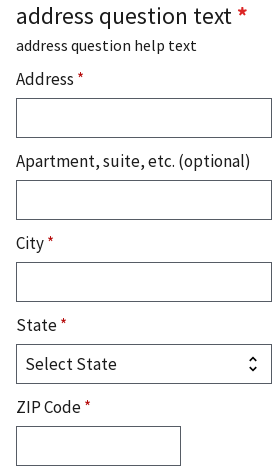 address question text *
address question help text
Address *
Apartment, suite, etc. (optional)
City *
State *
Select State
ZIP Code *